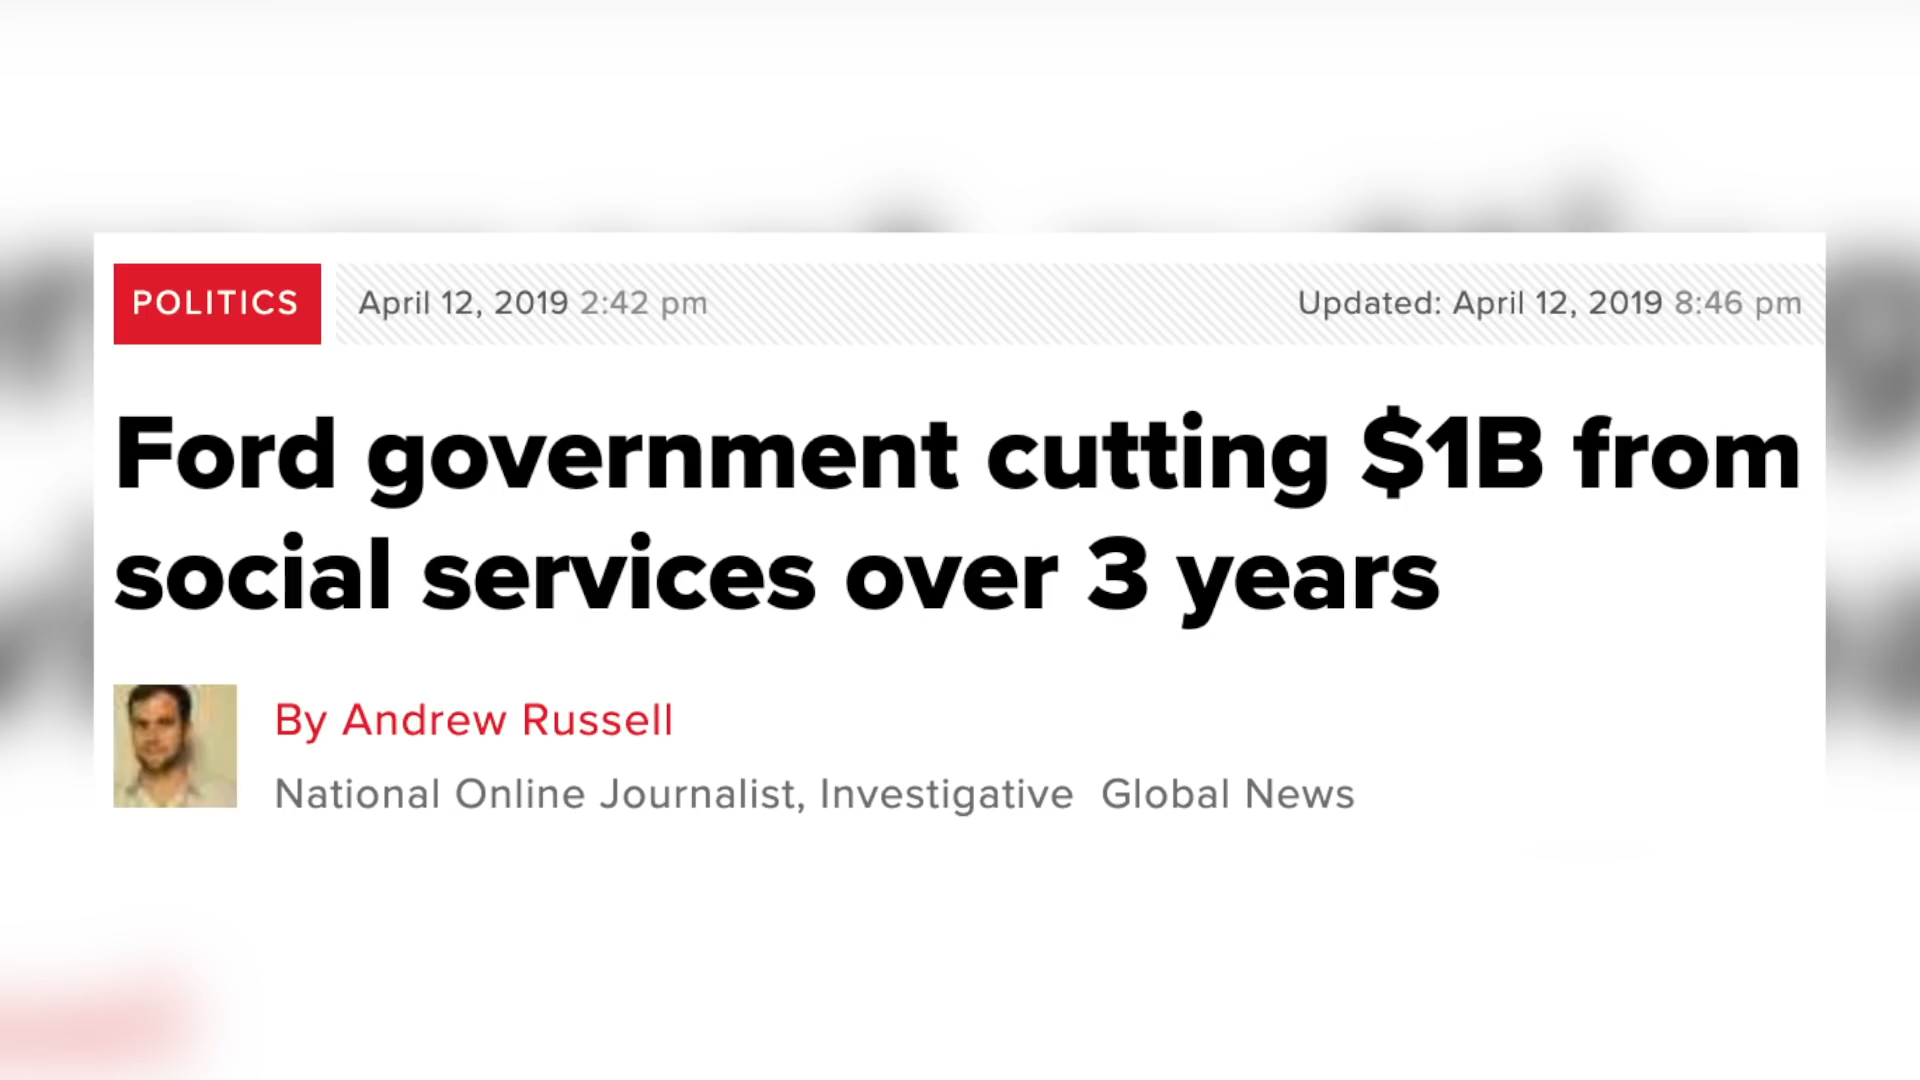 POLITICS April 12, 2019 2:42 pm Updated: April 12, 2019 8:46 pm
Ford government cutting $1B from
social services over 3 years
By Andrew Russell
National Online Journalist, Investigative Global News